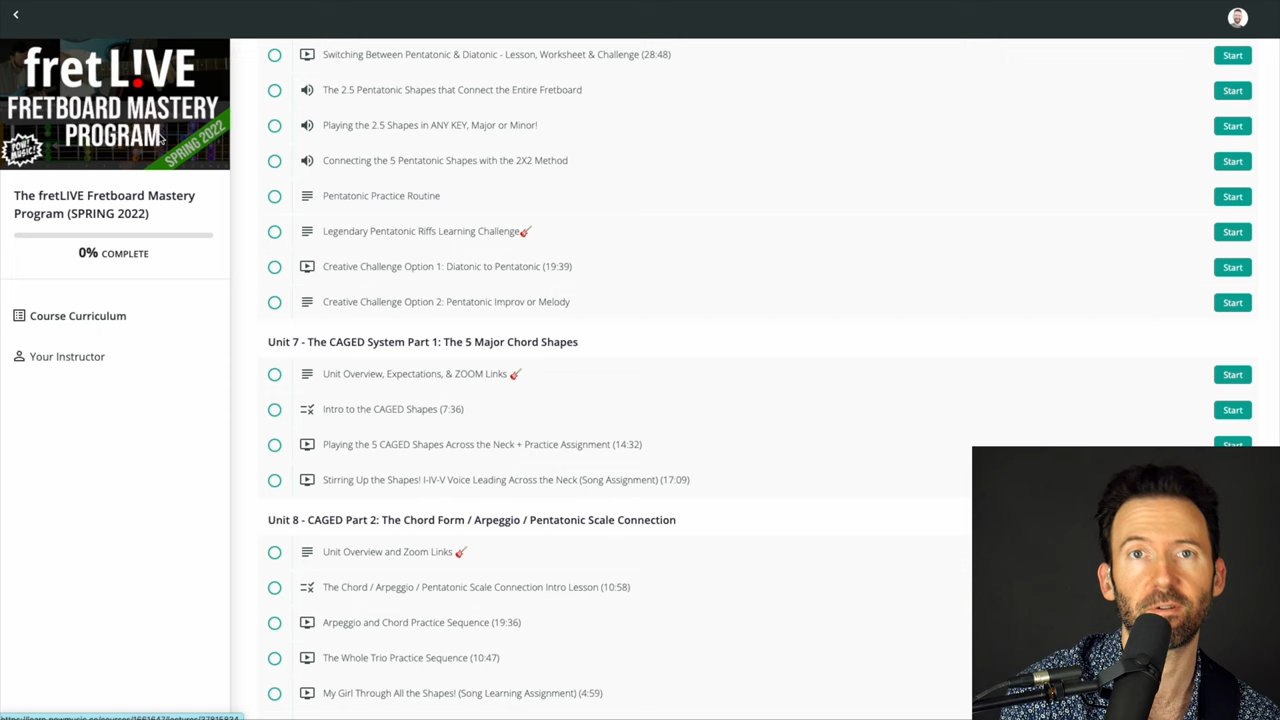 fret L!VE
FRETBOARD MASTERY
PROGRAM
SPRING 2022
POW!
MUSIC!
The fretLIVE Fretboard Mastery
Program (SPRING 2022)
0% COMPLETE
Course Curriculum
Your Instructor
Switching Between Pentatonic & Diatonic - Lesson, Worksheet & Challenge (28:48) Start
The 2.5 Pentatonic Shapes that Connect the Entire Fretboard Start
Playing the 2.5 Shapes in ANY KEY, Major or Minor! Start
Connecting the 5 Pentatonic Shapes with the 2X2 Method Start
Pentatonic Practice Routine Start
Legendary Pentatonic Riffs Learning Challenge🎸 Start
Creative Challenge Option 1: Diatonic to Pentatonic (19:39) Start
Creative Challenge Option 2: Pentatonic Improv or Melody Start
Unit 7 - The CAGED System Part 1: The 5 Major Chord Shapes
Unit Overview, Expectations, & ZOOM Links 🎸 Start
Intro to the CAGED Shapes (7:36) Start
Playing the 5 CAGED Shapes Across the Neck + Practice Assignment (14:32) Start
Stirring Up the Shapes! I-IV-V Voice Leading Across the Neck (Song Assignment) (17:09)
Unit 8 - CAGED Part 2: The Chord Form / Arpeggio / Pentatonic Scale Connection
Unit Overview and Zoom Links 🎸
The Chord / Arpeggio / Pentatonic Scale Connection Intro Lesson (10:58)
Arpeggio and Chord Practice Sequence (19:36)
The Whole Trio Practice Sequence (10:47)
My Girl Through All the Shapes! (Song Learning Assignment) (4:59)